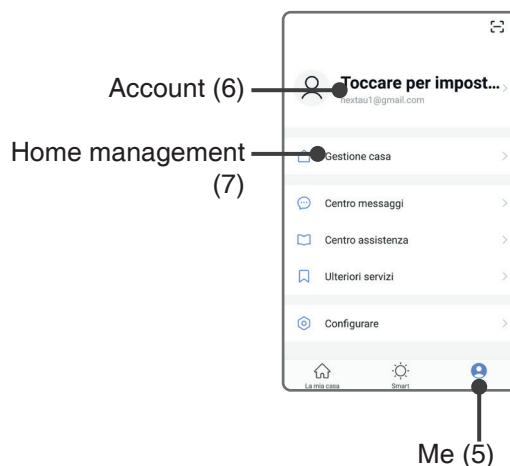 Account (6)
Toccare per impost...
nextau1@gmail.com
Home management
(7)
Gestione casa
Centro messaggi
Centro assistenza
Ulteriori servizi
Configurare
La mia casa
Smart
Me (5)